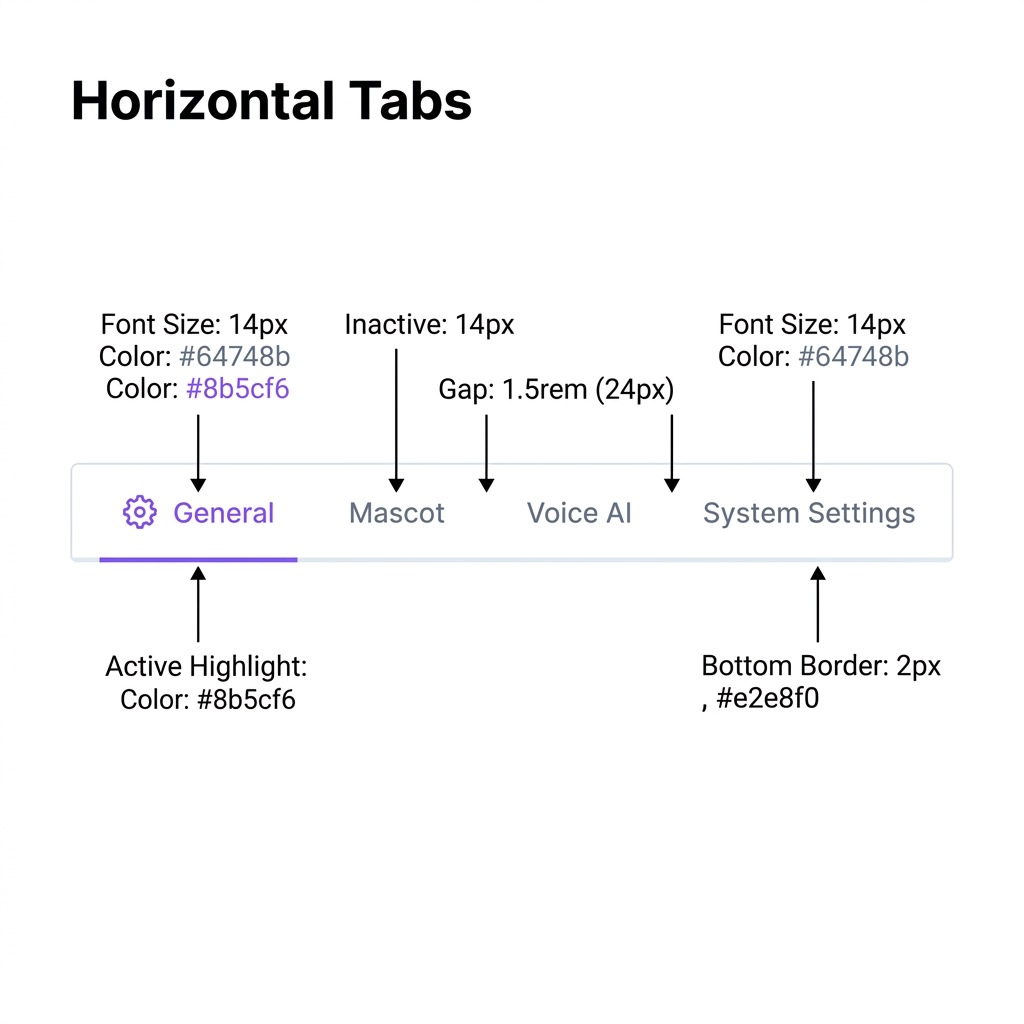 Horizontal Tabs
Font Size: 14px
Color: #64748b
Color: #8b5cf6
Inactive: 14px
Gap: 1.5rem (24px)
Font Size: 14px
Color: #64748b
General
Mascot
Voice AI
System Settings
Active Highlight:
Color: #8b5cf6
Bottom Border: 2px
, #e2e8f0